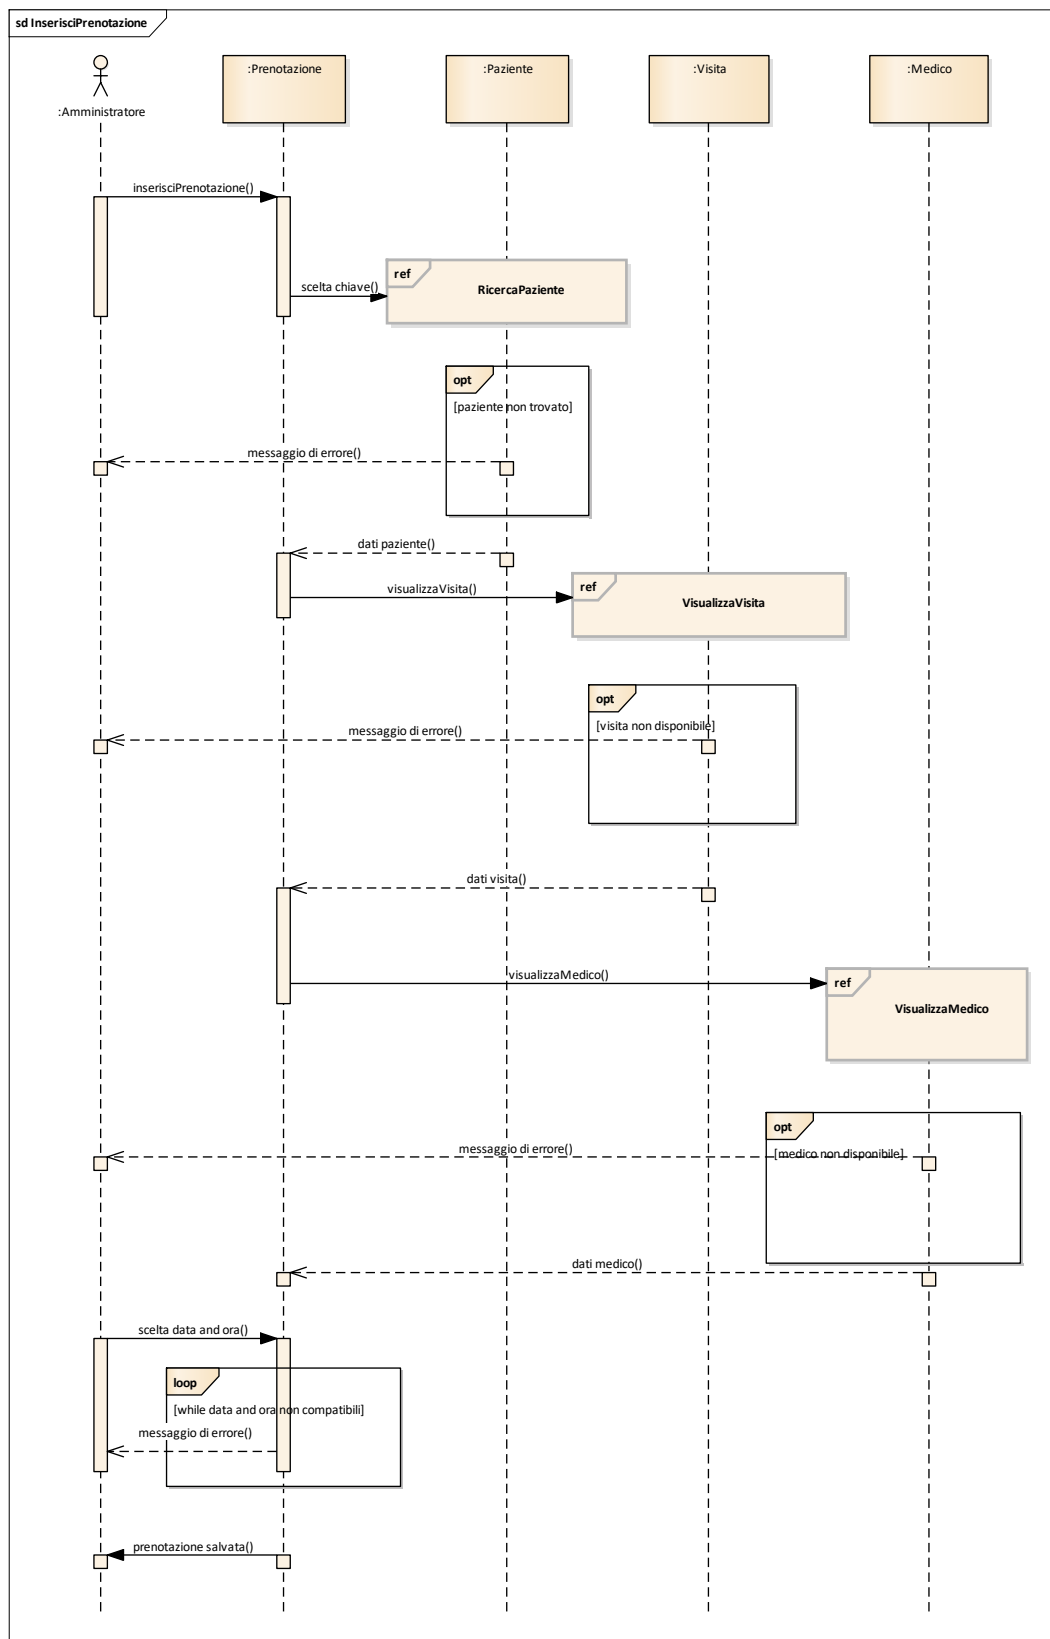 sd InserisciPrenotazione
:Amministratore
:Prenotazione
:Paziente
:Visita
:Medico
inserisciPrenotazione()
ref
RicercaPaziente
scelta chiave()
opt
[paziente non trovato]
messaggio di errore()
dati paziente()
visualizzaVisita()
ref
VisualizzaVisita
opt
[visita non disponibile]
messaggio di errore()
dati visita()
visualizzaMedico()
ref
VisualizzaMedico
opt
[medico non disponibile]
messaggio di errore()
dati medico()
scelta data and ora()
loop
[while data and ora non compatibili]
messaggio di errore()
prenotazione salvata()